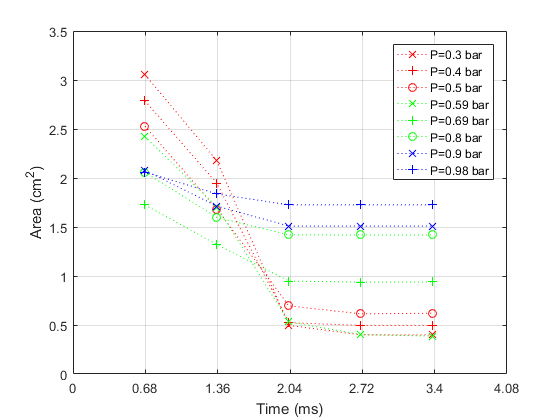 3.5
3
2.5
2
1.5
1
0.5
0
Area (cm²)
P=0.3 bar
P=0.4 bar
P=0.5 bar
P=0.59 bar
P=0.69 bar
P=0.8 bar
P=0.9 bar
P=0.98 bar
0 0.68 1.36 2.04 2.72 3.4 4.08
Time (ms)